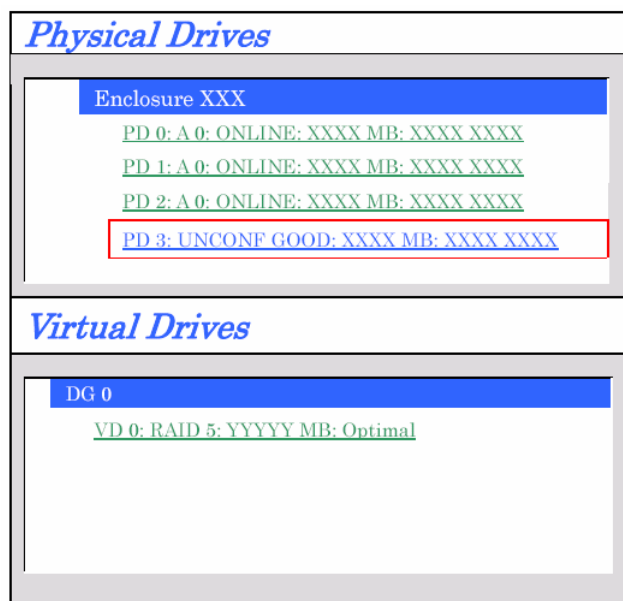 Physical Drives
Enclosure XXX
PD 0: A 0: ONLINE: XXXX MB: XXXX XXXX
PD 1: A 0: ONLINE: XXXX MB: XXXX XXXX
PD 2: A 0: ONLINE: XXXX MB: XXXX XXXX
PD 3: UNCONF GOOD: XXXX MB: XXXX XXXX
Virtual Drives
DG 0
VD 0: RAID 5: YYYYY MB: Optimal